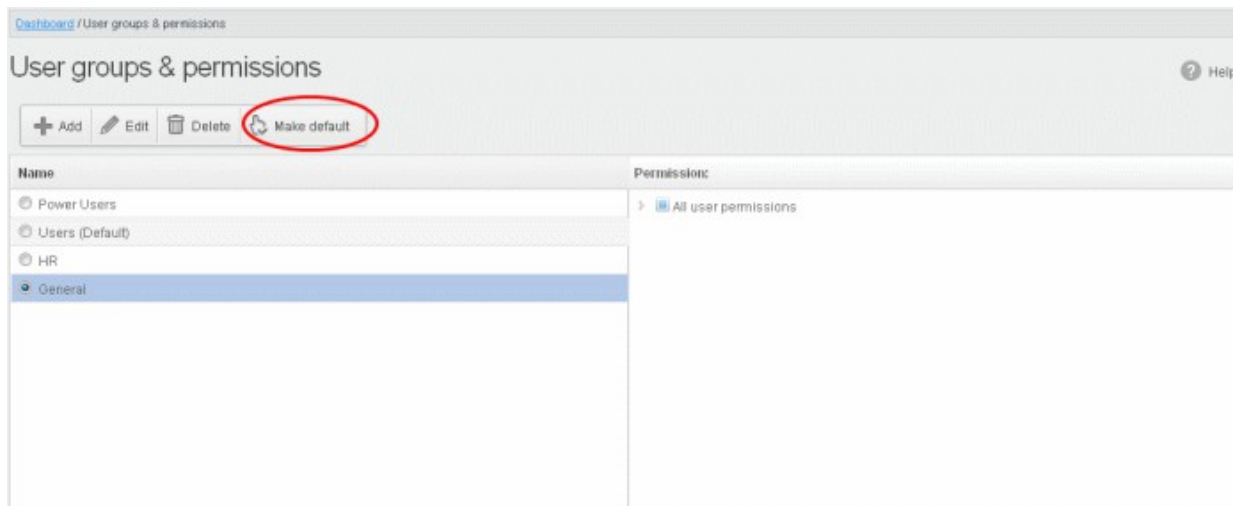 Dashboard / User groups & permissions
User groups & permissions
Help
Add Edit Delete Make default
Name Permission:
Power Users All user permissions
Users (Default)
HR
General